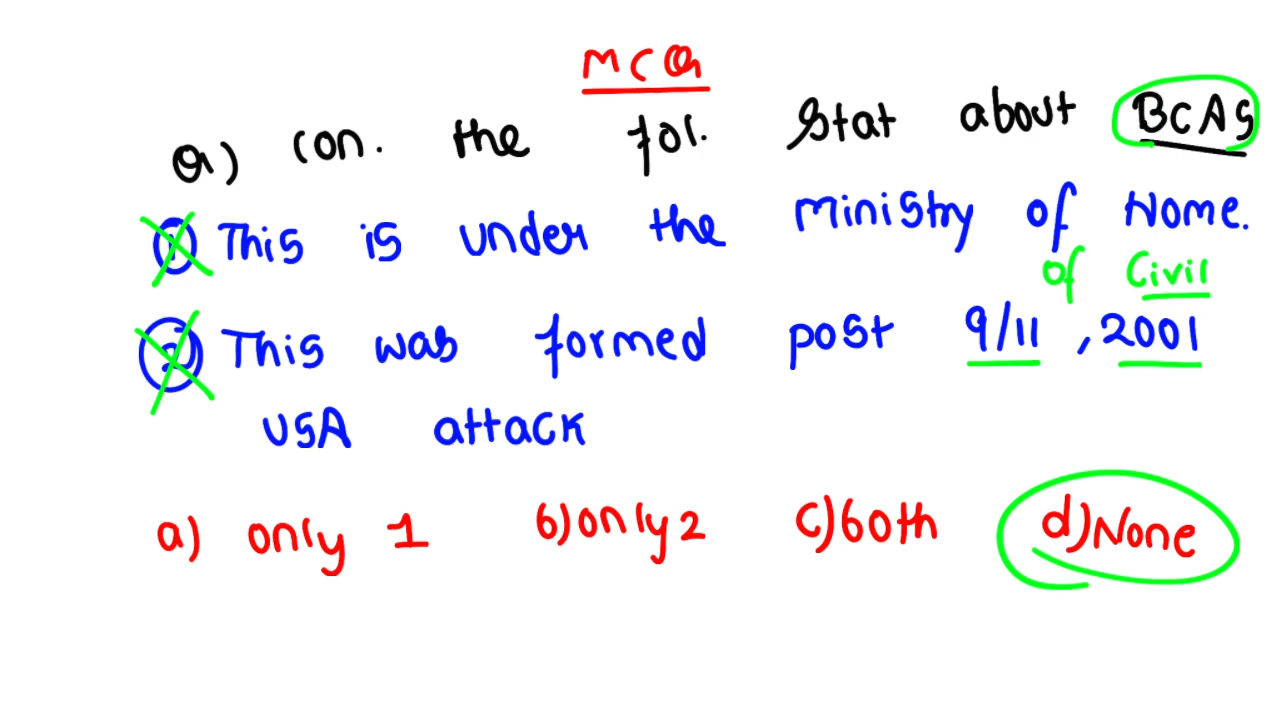 MCQ
Q) Con. the fol. Stat about BCAS
① This is under the ministry of Home.
of Civil
② This was formed post 9/11, 2001
USA attack
a) only 1 b) only 2 c) both d) None